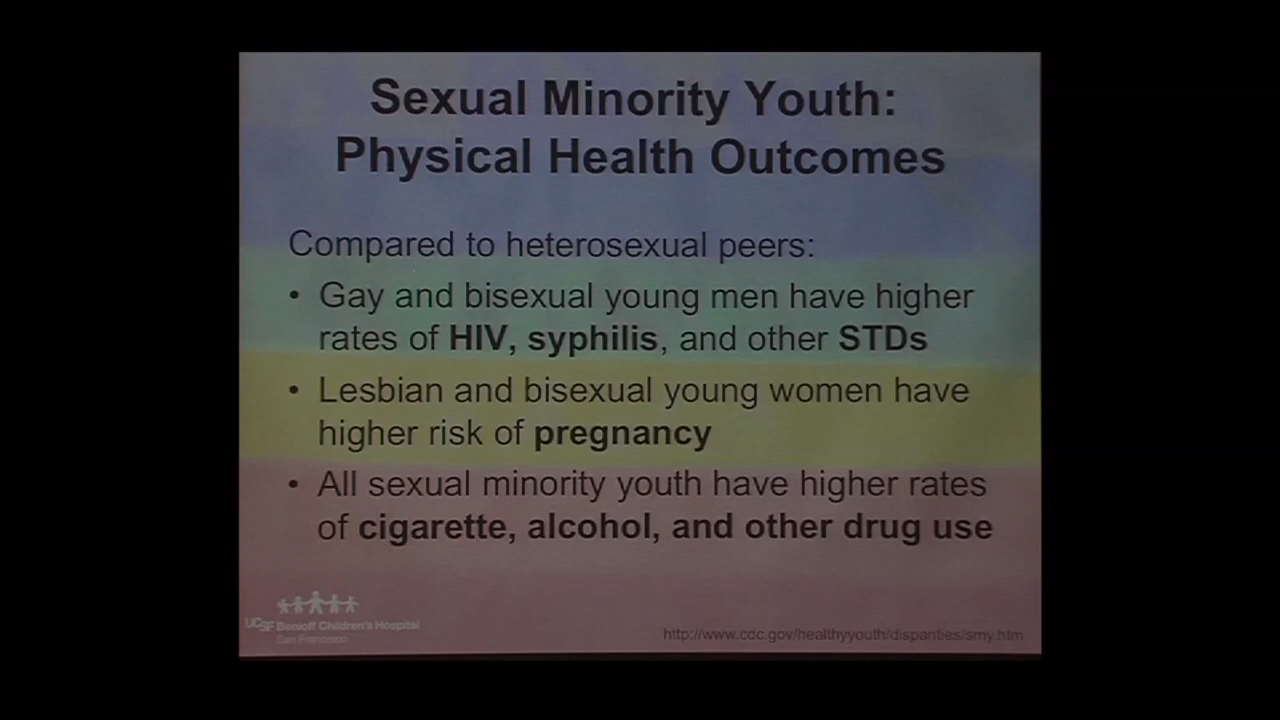 Sexual Minority Youth:
Physical Health Outcomes
Compared to heterosexual peers:
• Gay and bisexual young men have higher
rates of HIV, syphilis, and other STDs
• Lesbian and bisexual young women have
higher risk of pregnancy
• All sexual minority youth have higher rates
of cigarette, alcohol, and other drug use
UCSF Benioff Children's Hospital
San Francisco
http://www.cdc.gov/healthyyouth/disparities/smy.htm